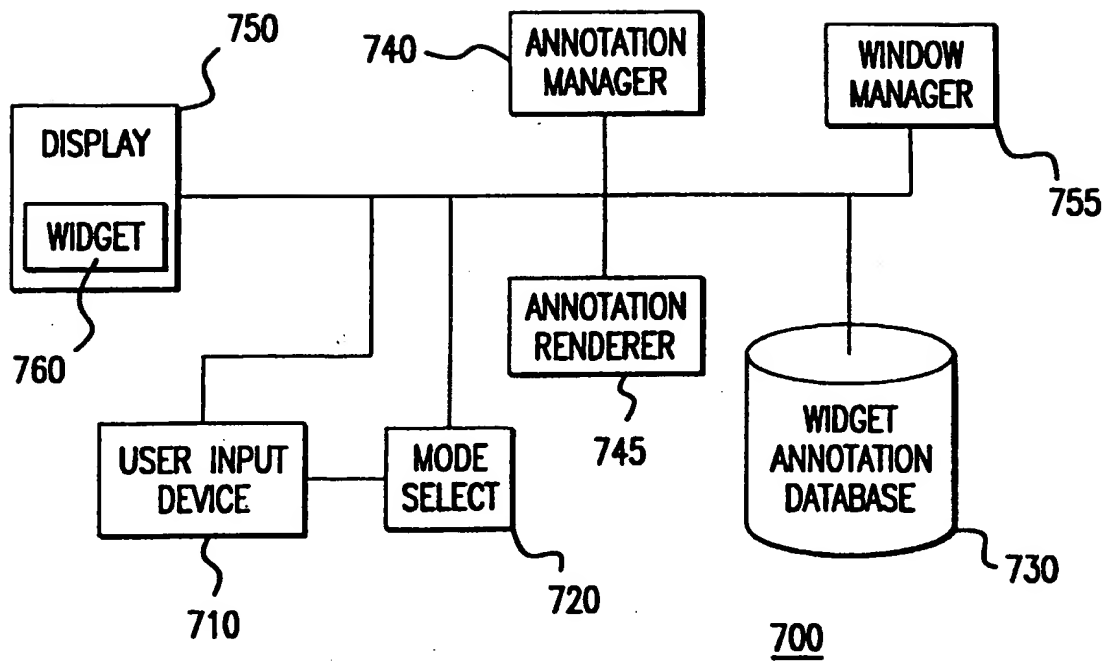 750
740
ANNOTATION
MANAGER
WINDOW
MANAGER
755
DISPLAY
WIDGET
760
ANNOTATION
RENDERER
745
USER INPUT
DEVICE
710
MODE
SELECT
720
WIDGET
ANNOTATION
DATABASE
730
700